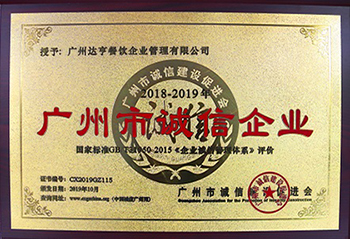 授予：广州达亨餐饮企业管理有限公司
广州市诚信建设促进会
2018-2019年
广州市诚信企业
国家标准GB/T31950-2015《企业诚信管理体系》评价
证书编号：CX2019GZ115
发证日期：2019年10月
广州市诚信建设促进会